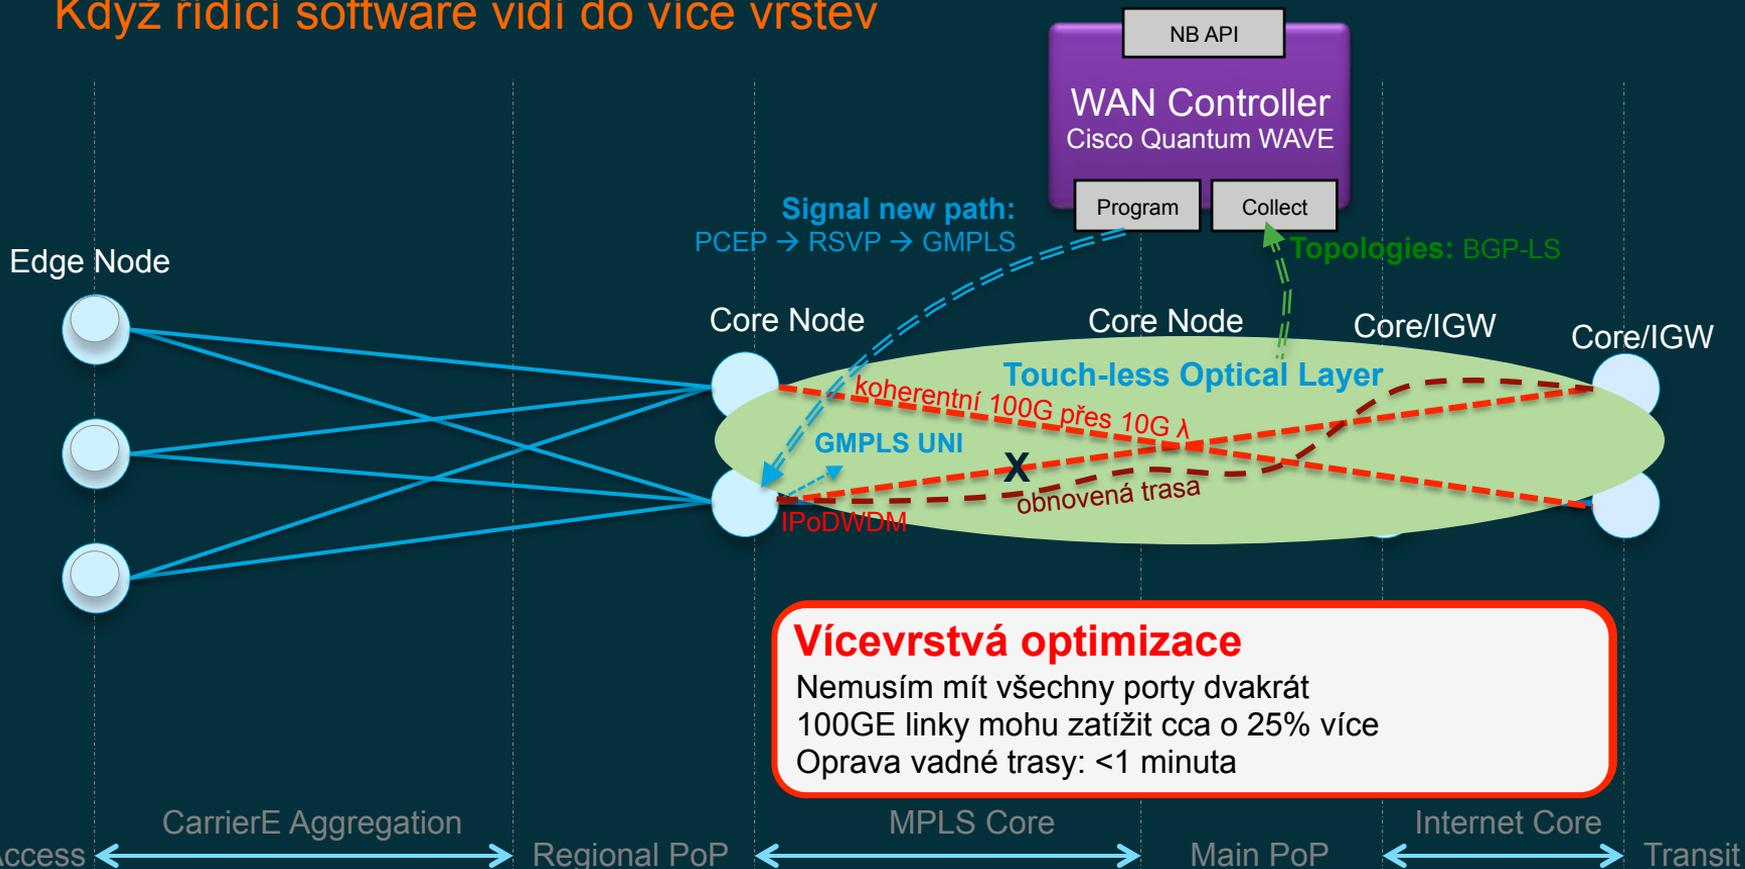 Když řídicí software vidí do více vrstev
NB API
WAN Controller
Cisco Quantum WAVE
Program
Collect
Signal new path:
PCEP → RSVP → GMPLS
Topologies: BGP-LS
Edge Node
Core Node
Core Node
Core/IGW
Core/IGW
Touch-less Optical Layer
koherentní 100G přes 10G λ
GMPLS UNI
X
obnovená trasa
IPoDWDM
Vícevrstvá optimizace
Nemusím mít všechny porty dvakrát
100GE linky mohu zatížit cca o 25% více
Oprava vadné trasy: <1 minuta
CarrierE Aggregation
MPLS Core
Internet Core
Access
Regional PoP
Main PoP
Transit